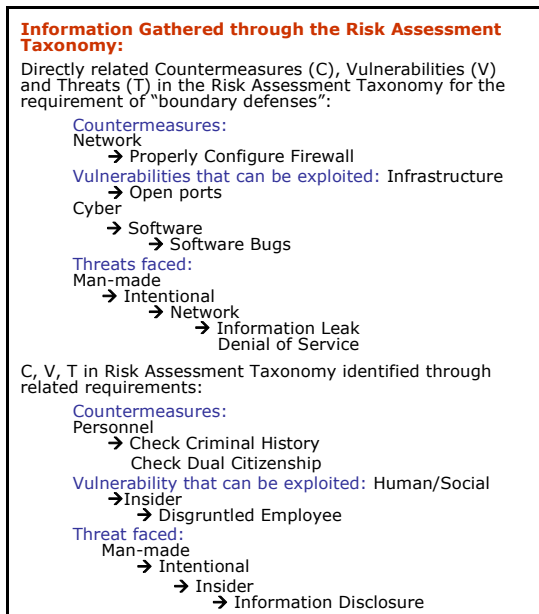 Information Gathered through the Risk Assessment
Taxonomy:
Directly related Countermeasures (C), Vulnerabilities (V)
and Threats (T) in the Risk Assessment Taxonomy for the
requirement of “boundary defenses”:
Countermeasures:
Network
→ Properly Configure Firewall
Vulnerabilities that can be exploited: Infrastructure
→ Open ports
Cyber
→ Software
→ Software Bugs
Threats faced:
Man-made
→ Intentional
→ Network
→ Information Leak
Denial of Service
C, V, T in Risk Assessment Taxonomy identified through
related requirements:
Countermeasures:
Personnel
→ Check Criminal History
Check Dual Citizenship
Vulnerability that can be exploited: Human/Social
→Insider
→ Disgruntled Employee
Threat faced:
Man-made
→ Intentional
→ Insider
→ Information Disclosure